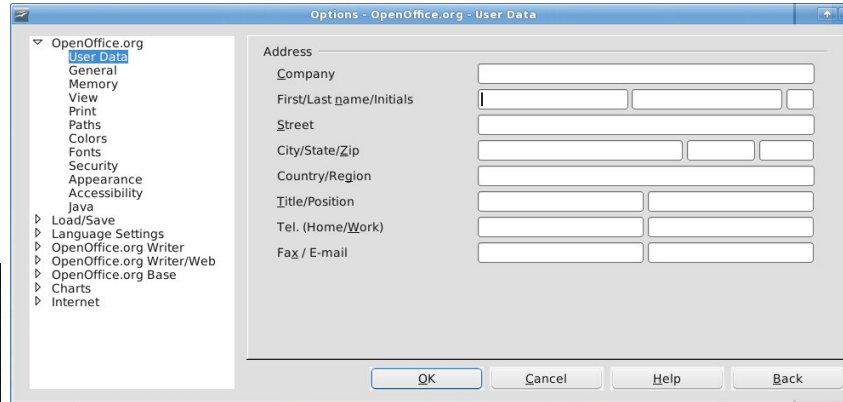 Options - OpenOffice.org - User Data
OpenOffice.org
User Data
General
Memory
View
Print
Paths
Colors
Fonts
Security
Appearance
Accessibility
Java
Load/Save
Language Settings
OpenOffice.org Writer
OpenOffice.org Writer/Web
OpenOffice.org Base
Charts
Internet
Address
Company
First/Last name/Initials
Street
City/State/Zip
Country/Region
Title/Position
Tel. (Home/Work)
Fax / E-mail
OK Cancel Help Back